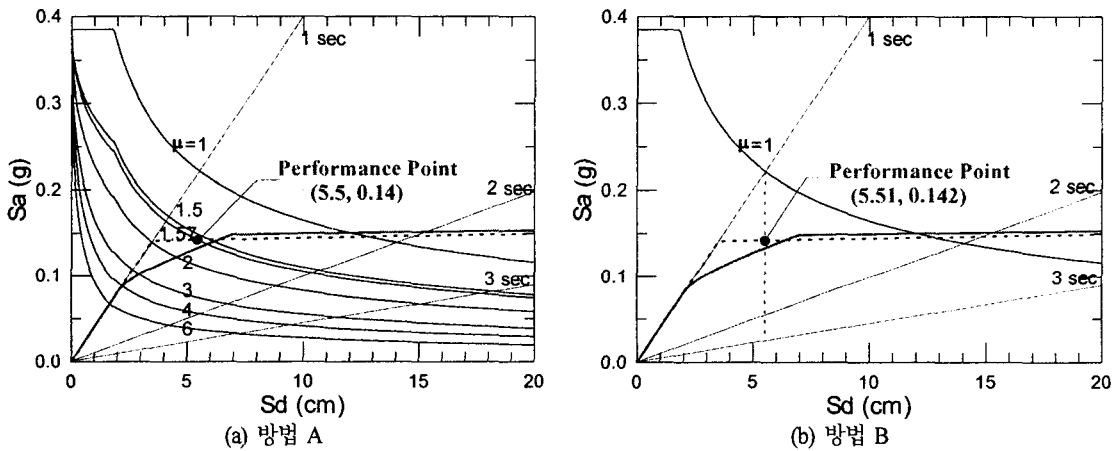 0.4
0.3
0.2
0.1
0.0
Sa (g)
1 sec
μ=1
Performance Point
(5.5, 0.14)
2 sec
1.5
1.57
2
3
4
6
3 sec
0 5 10 15 20
Sd (cm)
(a) 방법 A
0.4
0.3
0.2
0.1
0.0
Sa (g)
1 sec
μ=1
Performance Point
(5.51, 0.142)
2 sec
3 sec
0 5 10 15 20
Sd (cm)
(b) 방법 B